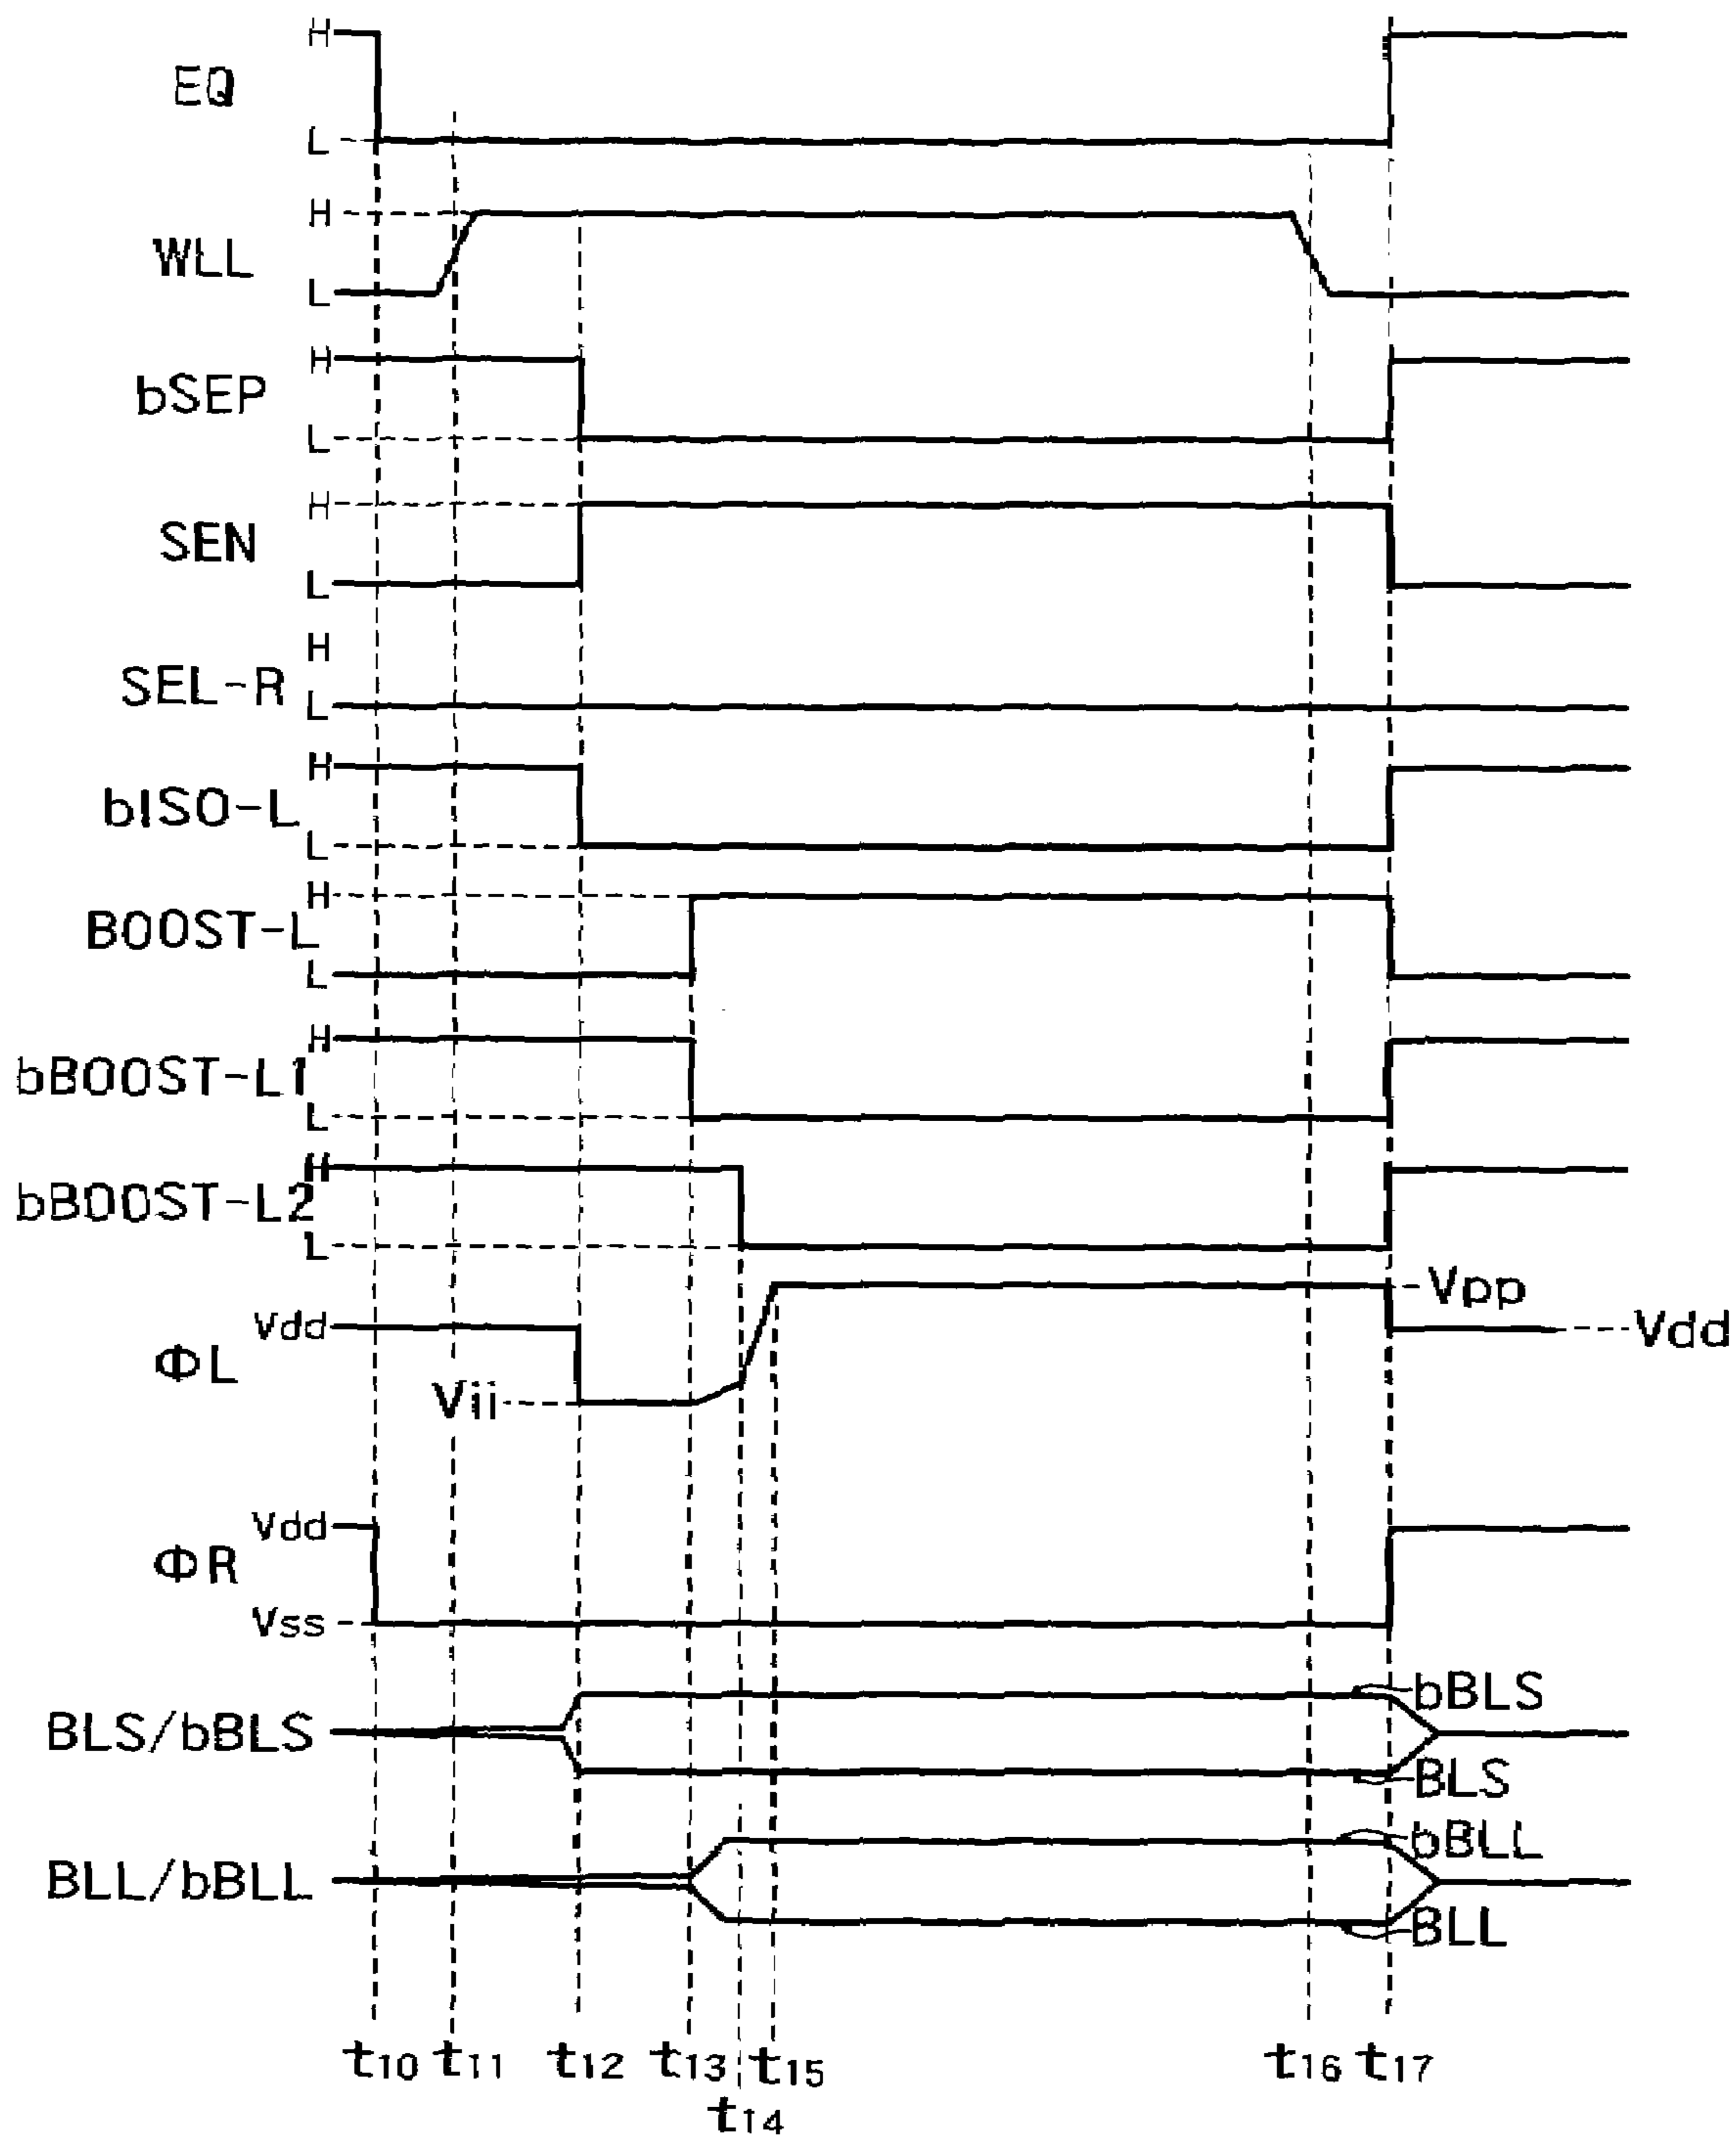 H
EQ
L
H
WLL
L
H
bSEP
L
H
SEN
L
H
SEL-R
L
H
bISO-L
L
H
BOOST-L
L
H
bBOOST-L1
L
H
bBOOST-L2
L
Vpp
Vdd
Vdd
ΦL
Vii
Vdd
ΦR
Vss
bBLS
BLS/bBLS
BLS
bBLL
BLL/bBLL
BLL
t10 t11 t12 t13 t15 t16 t17
t14